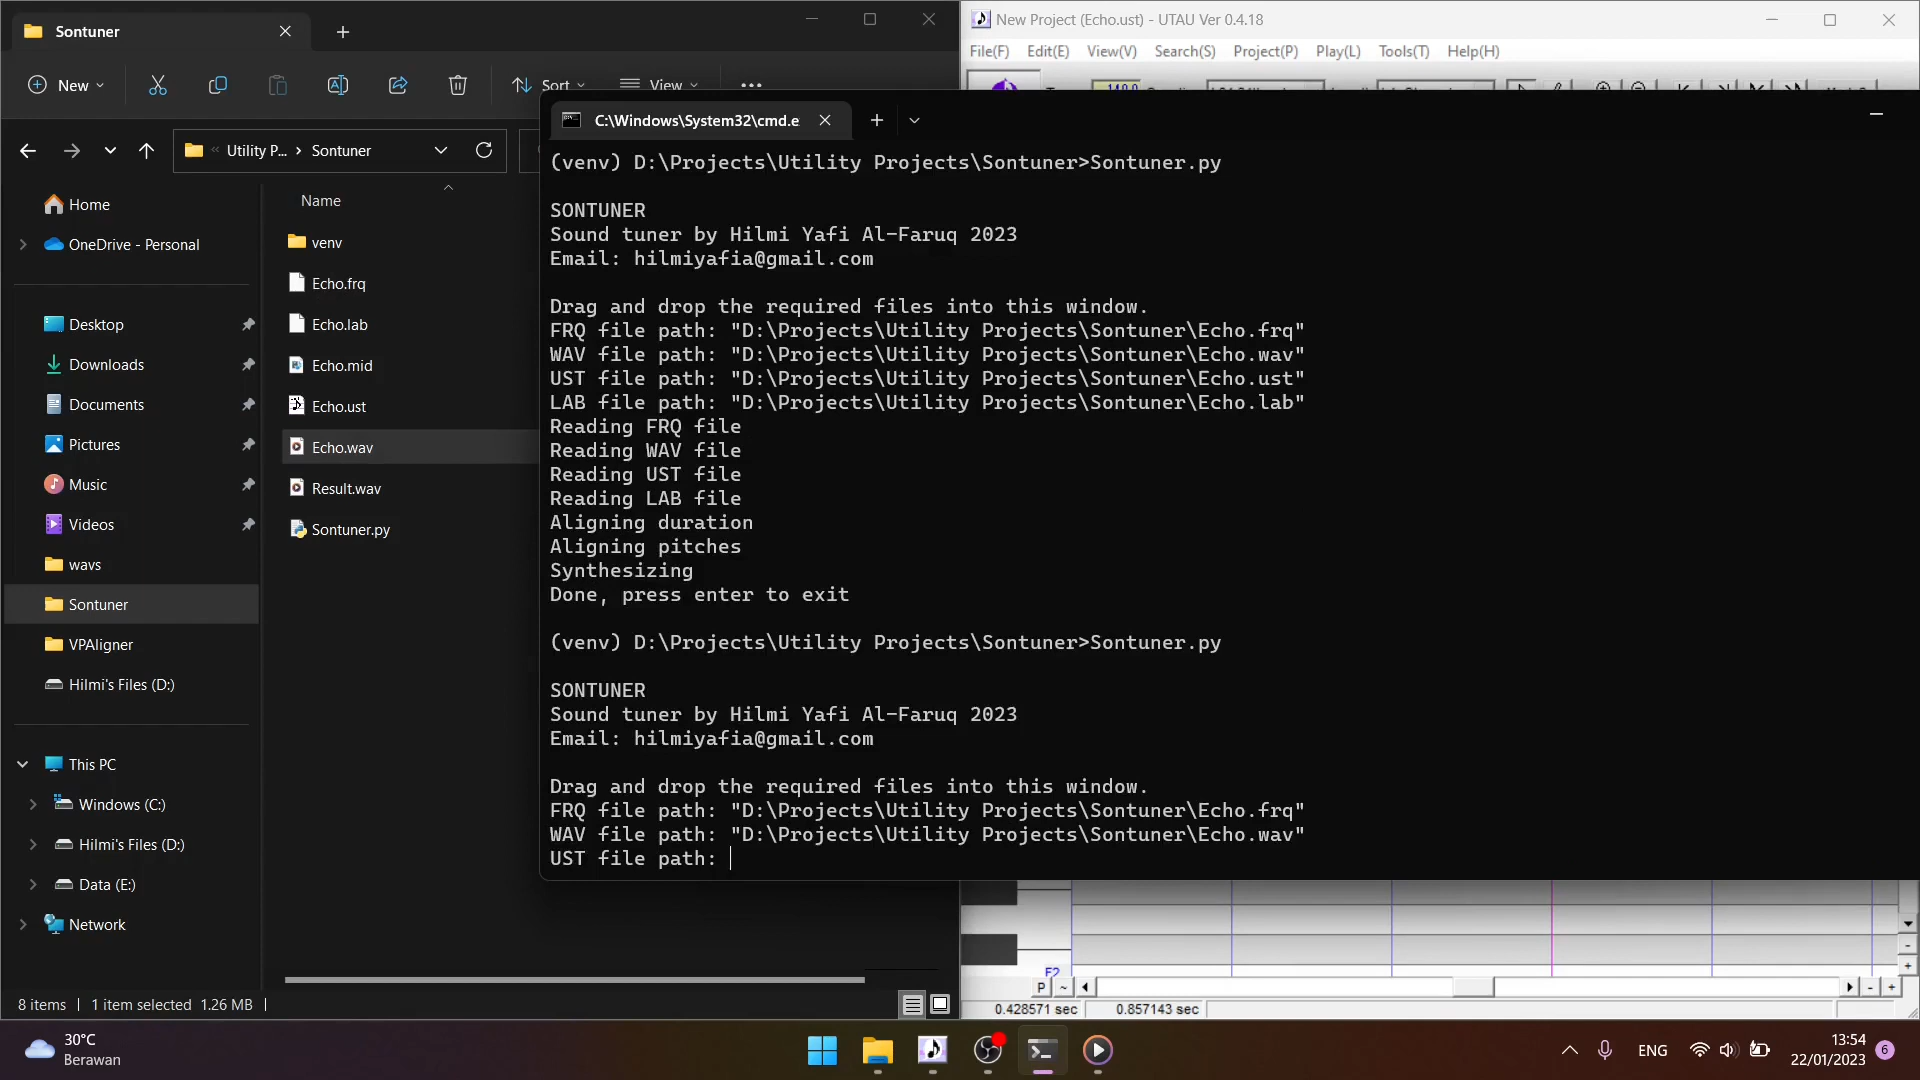 Sontuner
New
Sort
View
Utility P... > Sontuner
Home
OneDrive - Personal
Desktop
Downloads
Documents
Pictures
Music
Videos
wavs
Sontuner
VPAligner
Hilmi's Files (D:)
This PC
Windows (C:)
Hilmi's Files (D:)
Data (E:)
Network
Name
venv
Echo.frq
Echo.lab
Echo.mid
Echo.ust
Echo.wav
Result.wav
Sontuner.py
8 items
1 item selected 1.26 MB
New Project (Echo.ust) - UTAU Ver 0.4.18
File(F) Edit(E) View(V) Search(S) Project(P) Play(L) Tools(T) Help(H)
C:\Windows\System32\cmd.e
(venv) D:\Projects\Utility Projects\Sontuner>Sontuner.py
SONTUNER
Sound tuner by Hilmi Yafi Al-Faruq 2023
Email: hilmiyafia@gmail.com
Drag and drop the required files into this window.
FRQ file path: "D:\Projects\Utility Projects\Sontuner\Echo.frq"
WAV file path: "D:\Projects\Utility Projects\Sontuner\Echo.wav"
UST file path: "D:\Projects\Utility Projects\Sontuner\Echo.ust"
LAB file path: "D:\Projects\Utility Projects\Sontuner\Echo.lab"
Reading FRQ file
Reading WAV file
Reading UST file
Reading LAB file
Aligning duration
Aligning pitches
Synthesizing
Done, press enter to exit
(venv) D:\Projects\Utility Projects\Sontuner>Sontuner.py
SONTUNER
Sound tuner by Hilmi Yafi Al-Faruq 2023
Email: hilmiyafia@gmail.com
Drag and drop the required files into this window.
FRQ file path: "D:\Projects\Utility Projects\Sontuner\Echo.frq"
WAV file path: "D:\Projects\Utility Projects\Sontuner\Echo.wav"
UST file path:
P ~
0.428571 sec 0.857143 sec
30°C
Berawan
ENG
13:54
22/01/2023
6